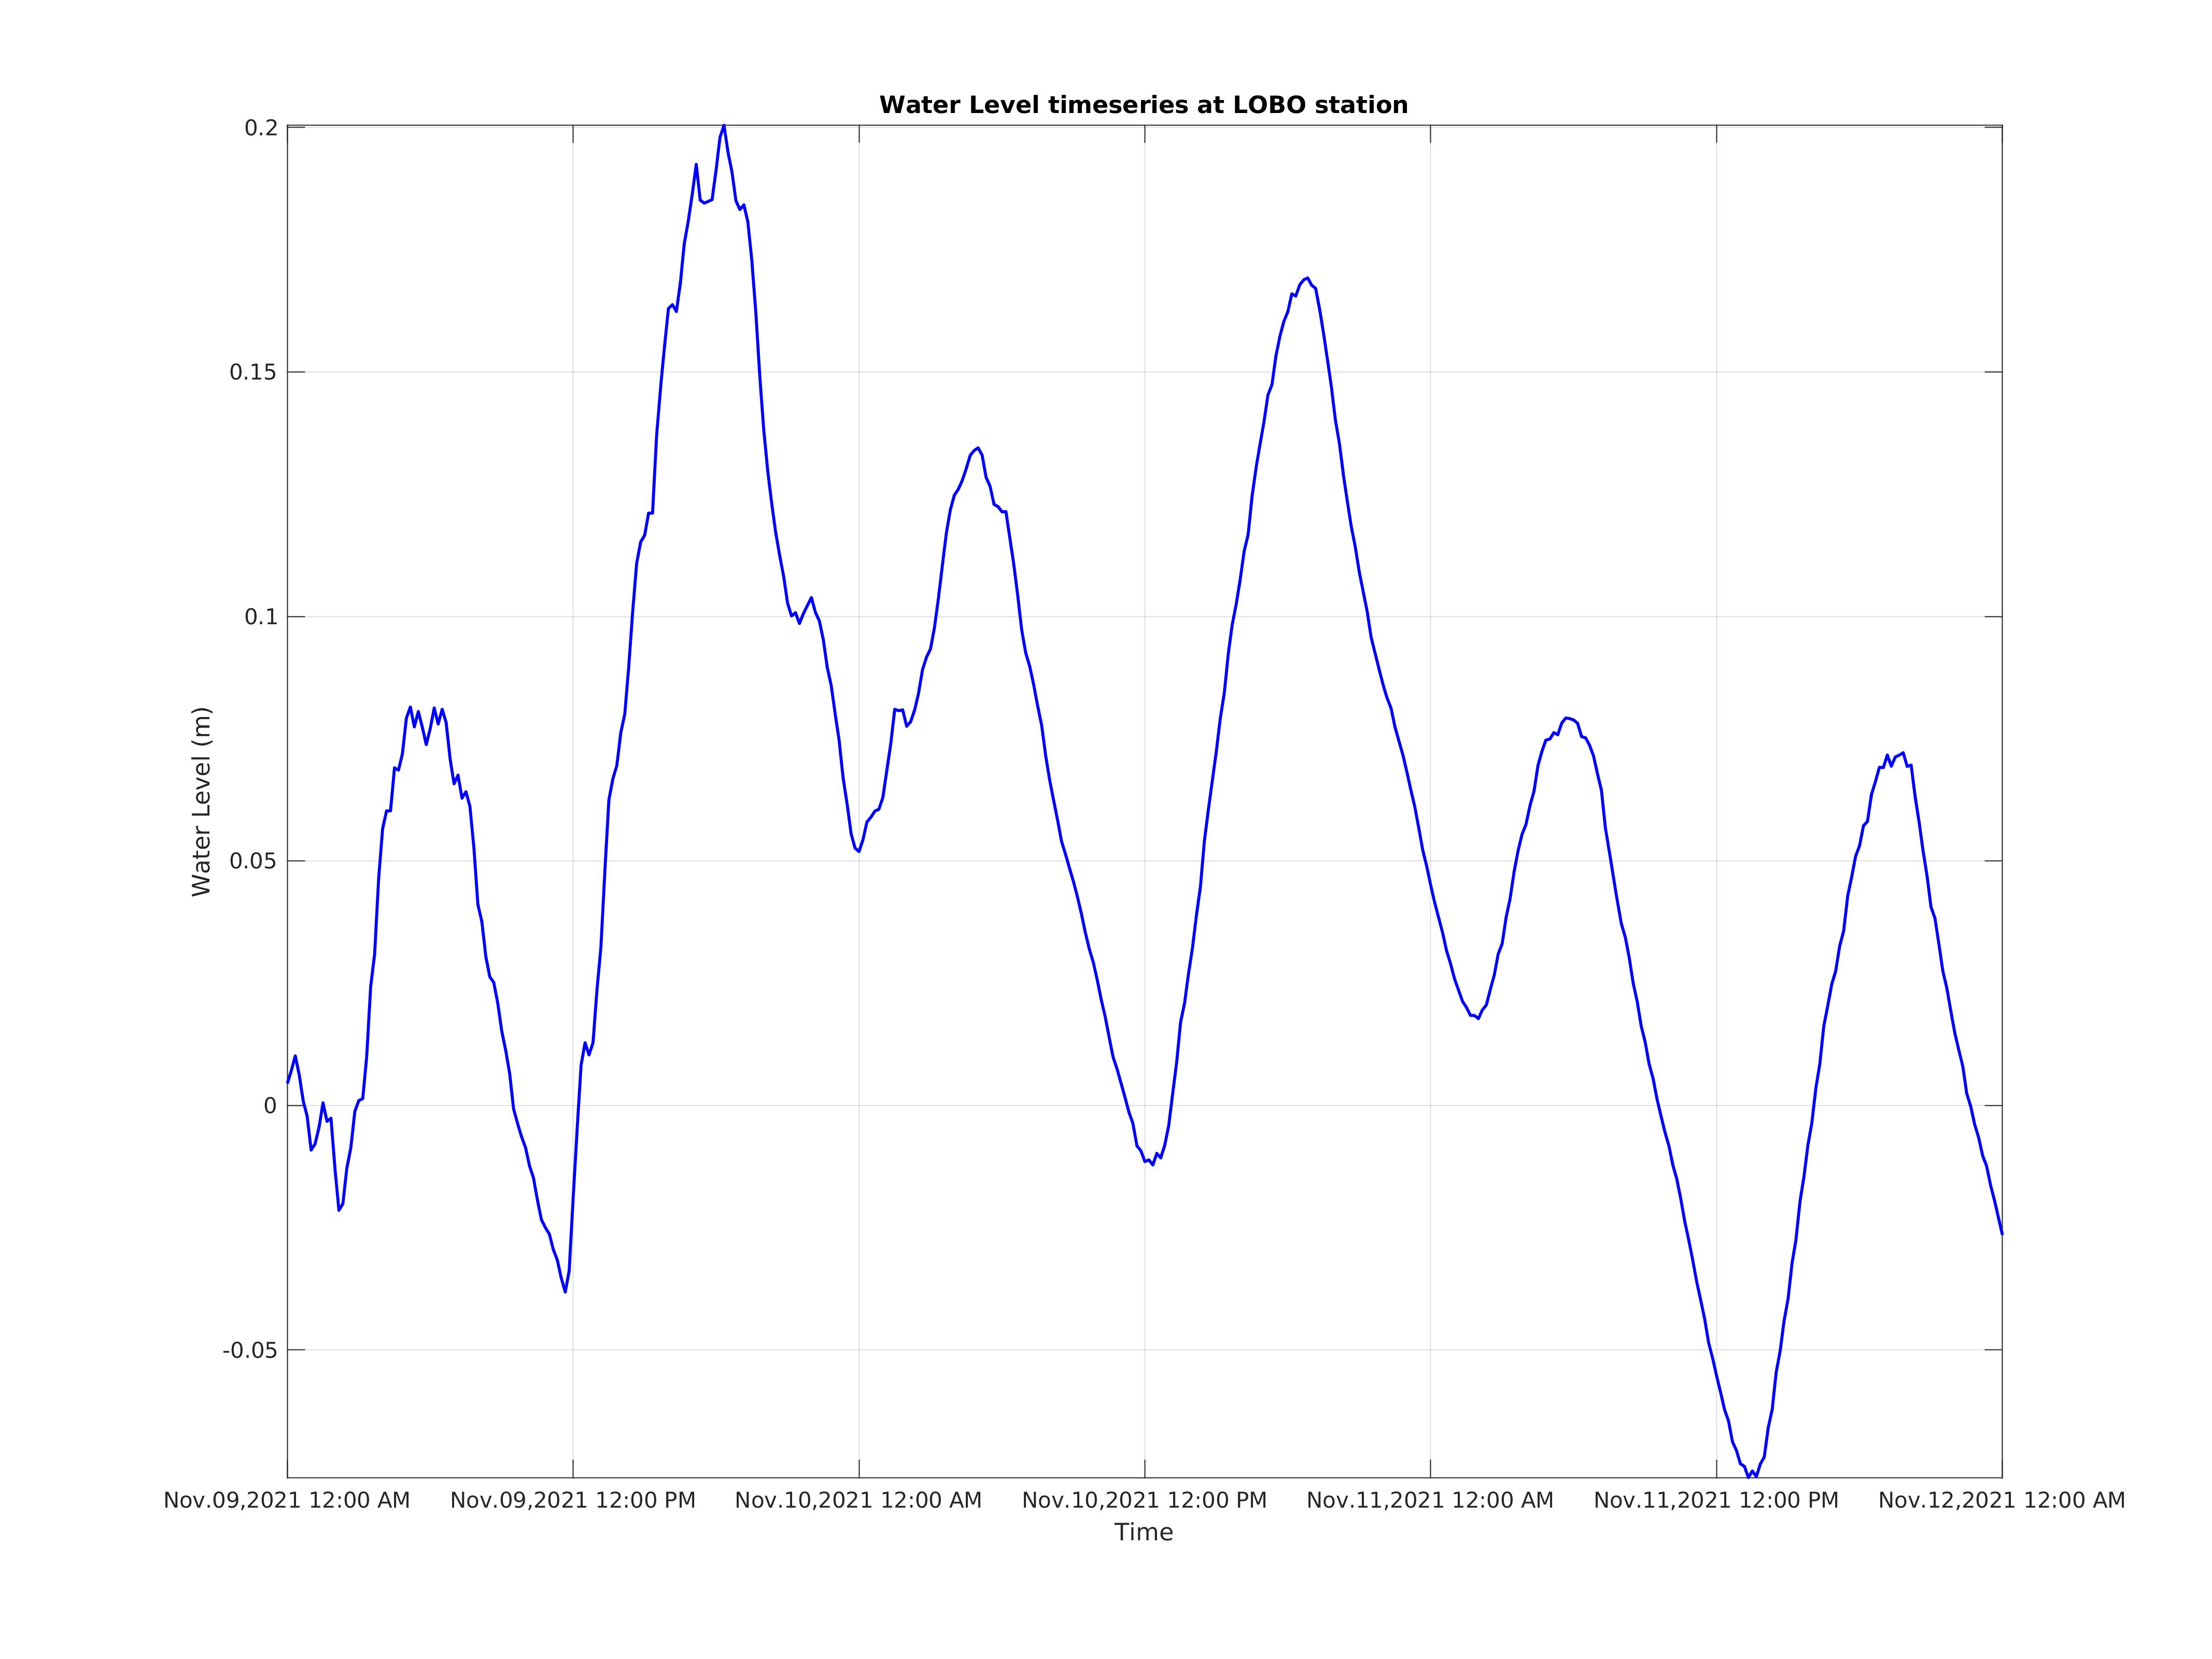 Water Level timeseries at LOBO station
0.2
0.15
0.1
0.05
0
-0.05
Water Level (m)
Nov.09,2021 12:00 AM Nov.09,2021 12:00 PM Nov.10,2021 12:00 AM Nov.10,2021 12:00 PM Nov.11,2021 12:00 AM Nov.11,2021 12:00 PM Nov.12,2021 12:00 AM
Time